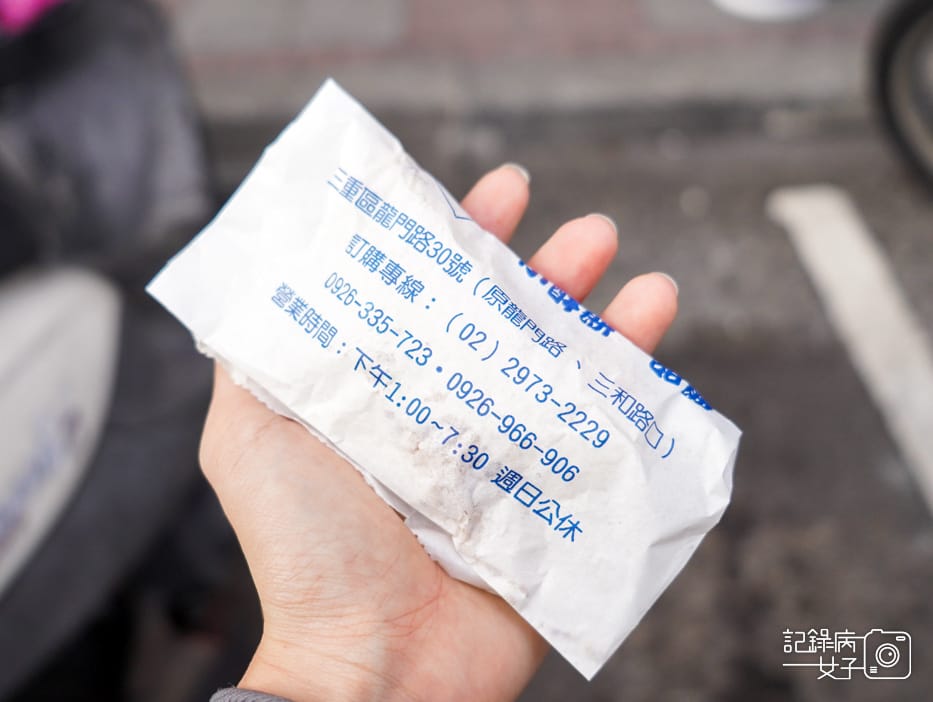 三重區龍門路30號（原龍門路、三和路口）
訂購專線：（02）2973-2229
0926-335-723•0926-966-906
營業時間：下午1:00~7:30 週日公休
記錄病
女子